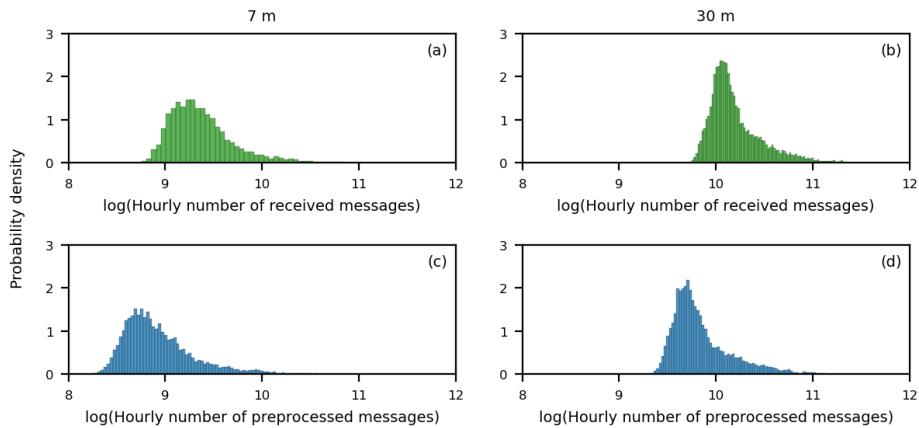 7 m
30 m
3
2
1
0
(a)
8 9 10 11 12
log(Hourly number of received messages)
3
2
1
0
(b)
8 9 10 11 12
log(Hourly number of received messages)
Probability density
3
2
1
0
(c)
8 9 10 11 12
log(Hourly number of preprocessed messages)
3
2
1
0
(d)
8 9 10 11 12
log(Hourly number of preprocessed messages)